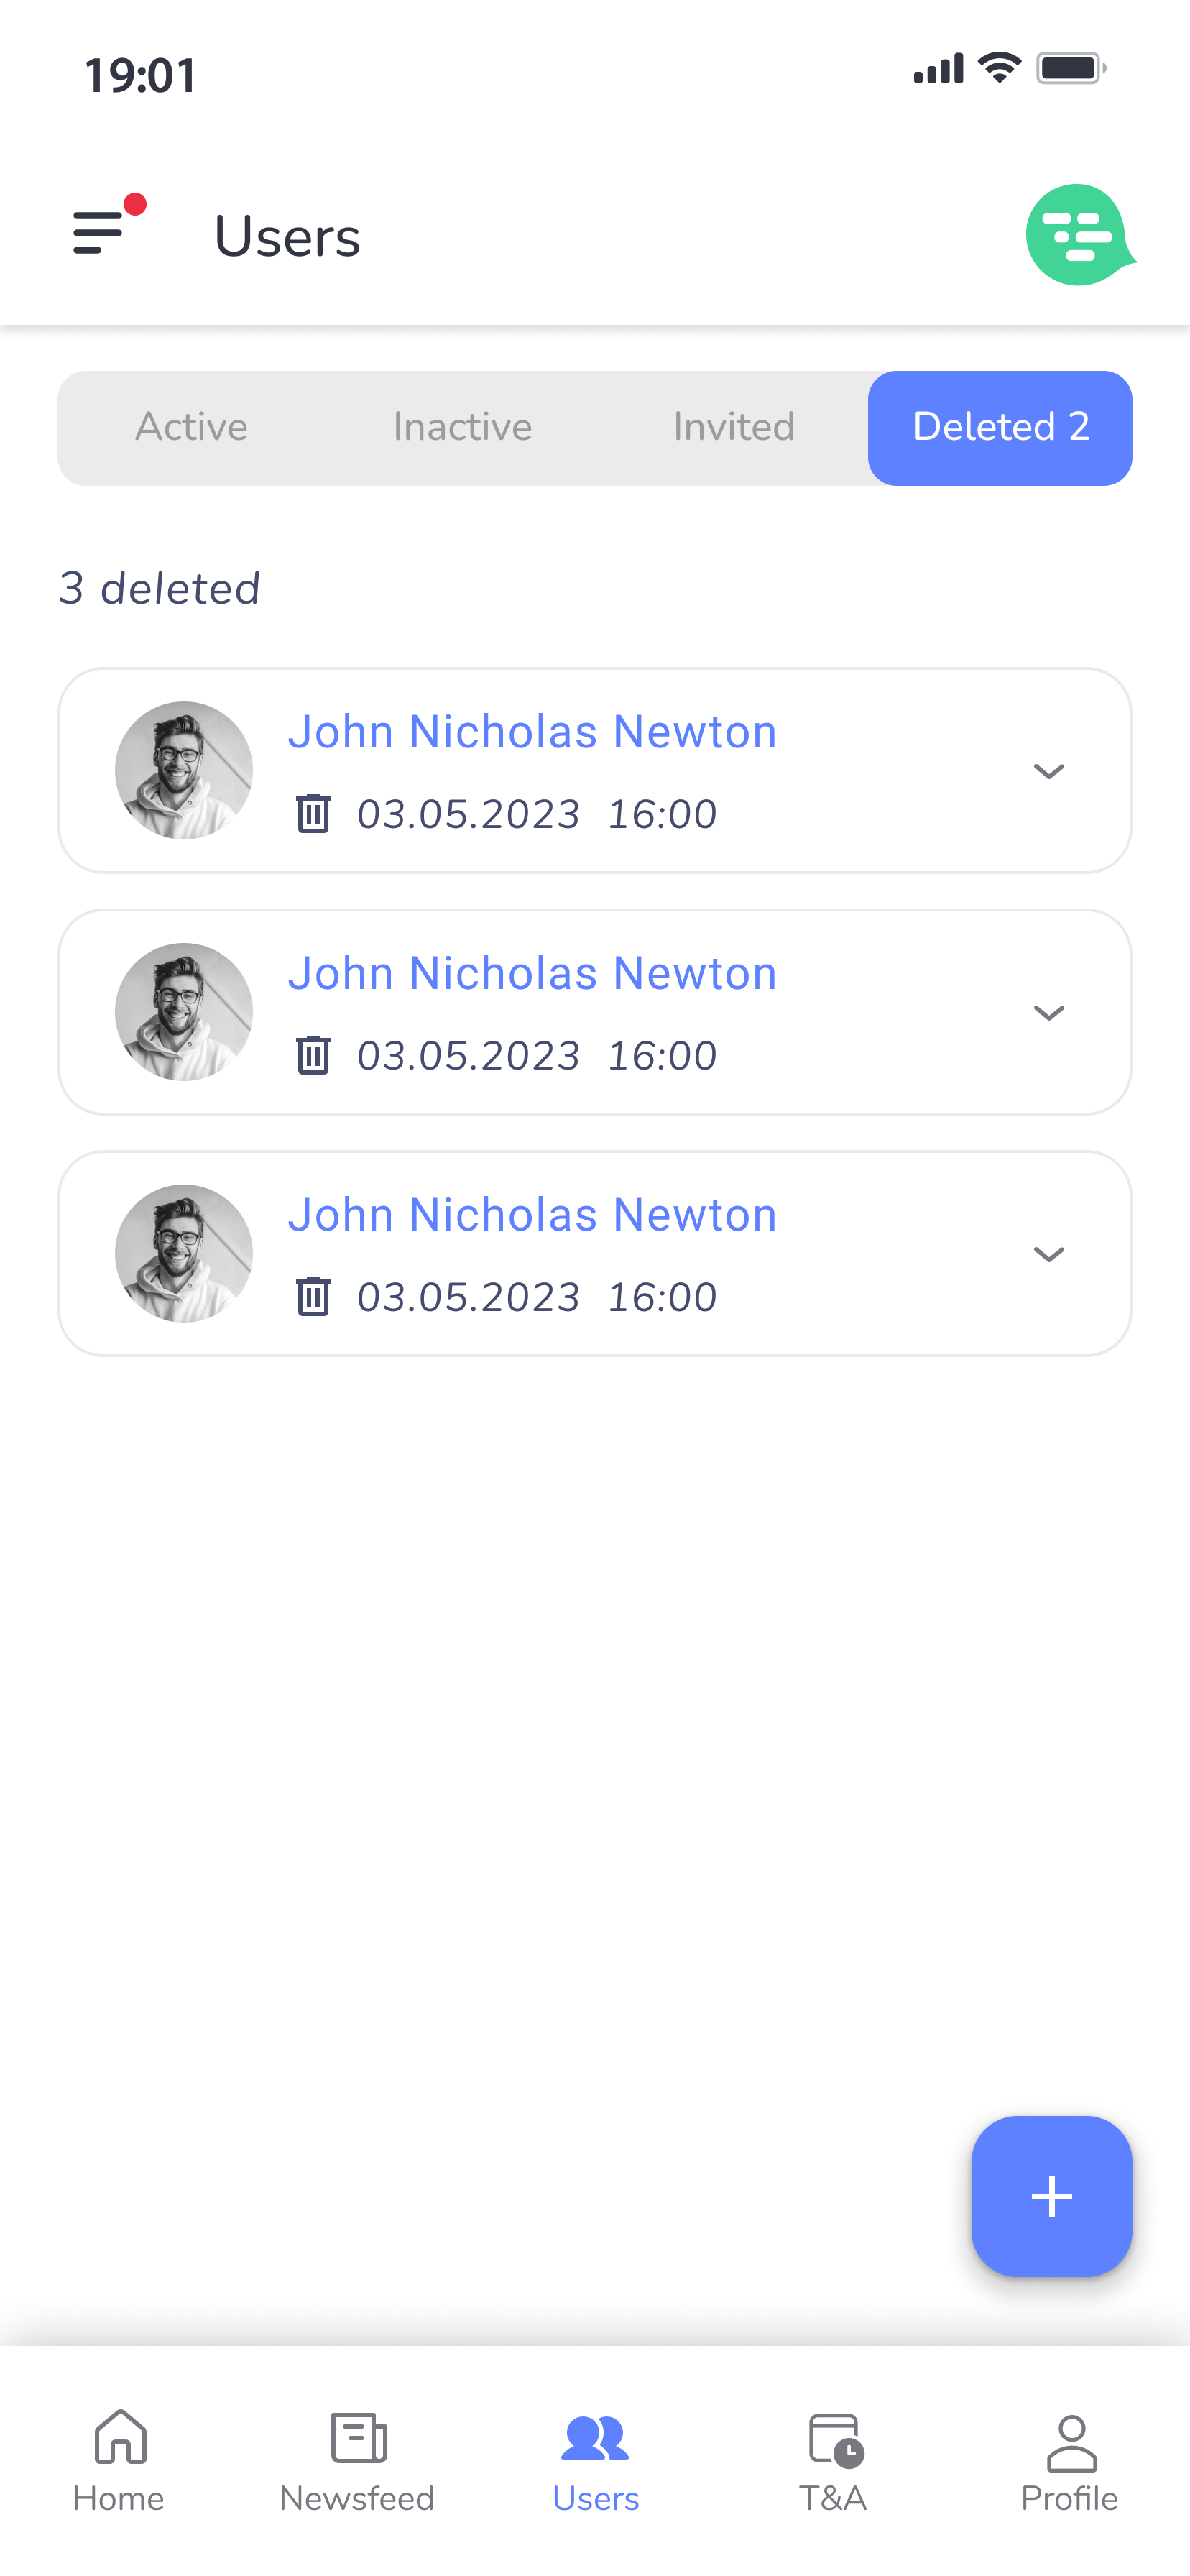 19:01
Users
Active Inactive Invited Deleted 2
3 deleted
John Nicholas Newton
03.05.2023 16:00
John Nicholas Newton
03.05.2023 16:00
John Nicholas Newton
03.05.2023 16:00
+
Home Newsfeed Users T&A Profile